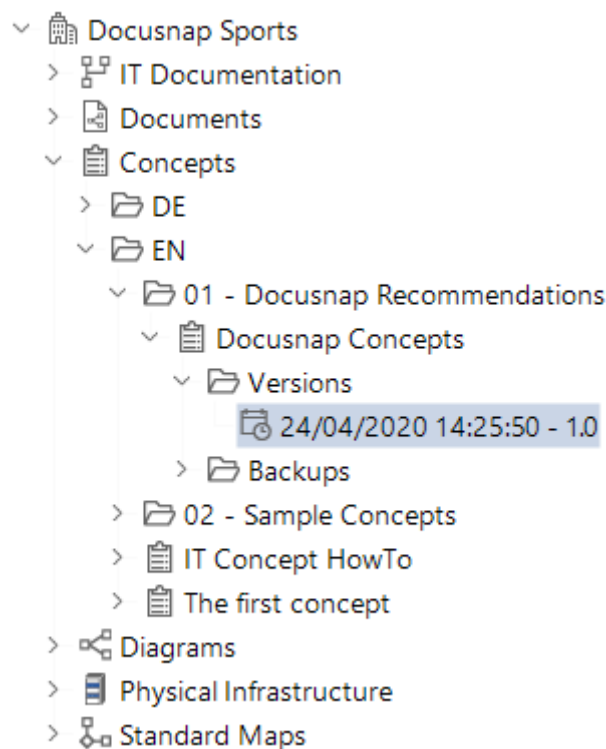 Docusnap Sports
IT Documentation
Documents
Concepts
DE
EN
01 - Docusnap Recommendations
Docusnap Concepts
Versions
24/04/2020 14:25:50 - 1.0
Backups
02 - Sample Concepts
IT Concept HowTo
The first concept
Diagrams
Physical Infrastructure
Standard Maps